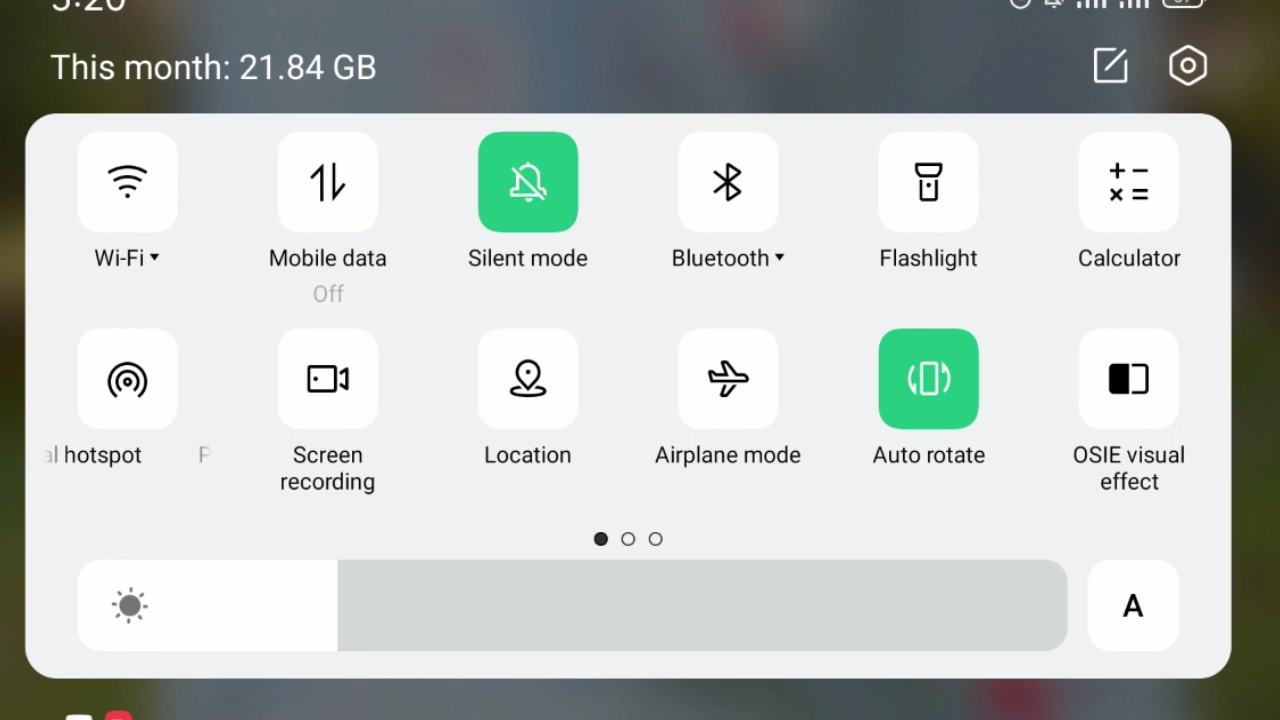 This month: 21.84 GB
Wi-Fi
Mobile data
Off
Silent mode
Bluetooth
Flashlight
Calculator
al hotspot P
Screen
recording
Location
Airplane mode
Auto rotate
OSIE visual
effect
A